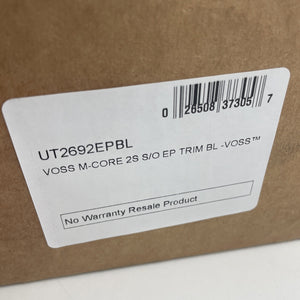 0 26508 37305 7
UT2692EPBL
VOSS M-CORE 2S S/O EP TRIM BL -VOSS™
No Warranty Resale Product